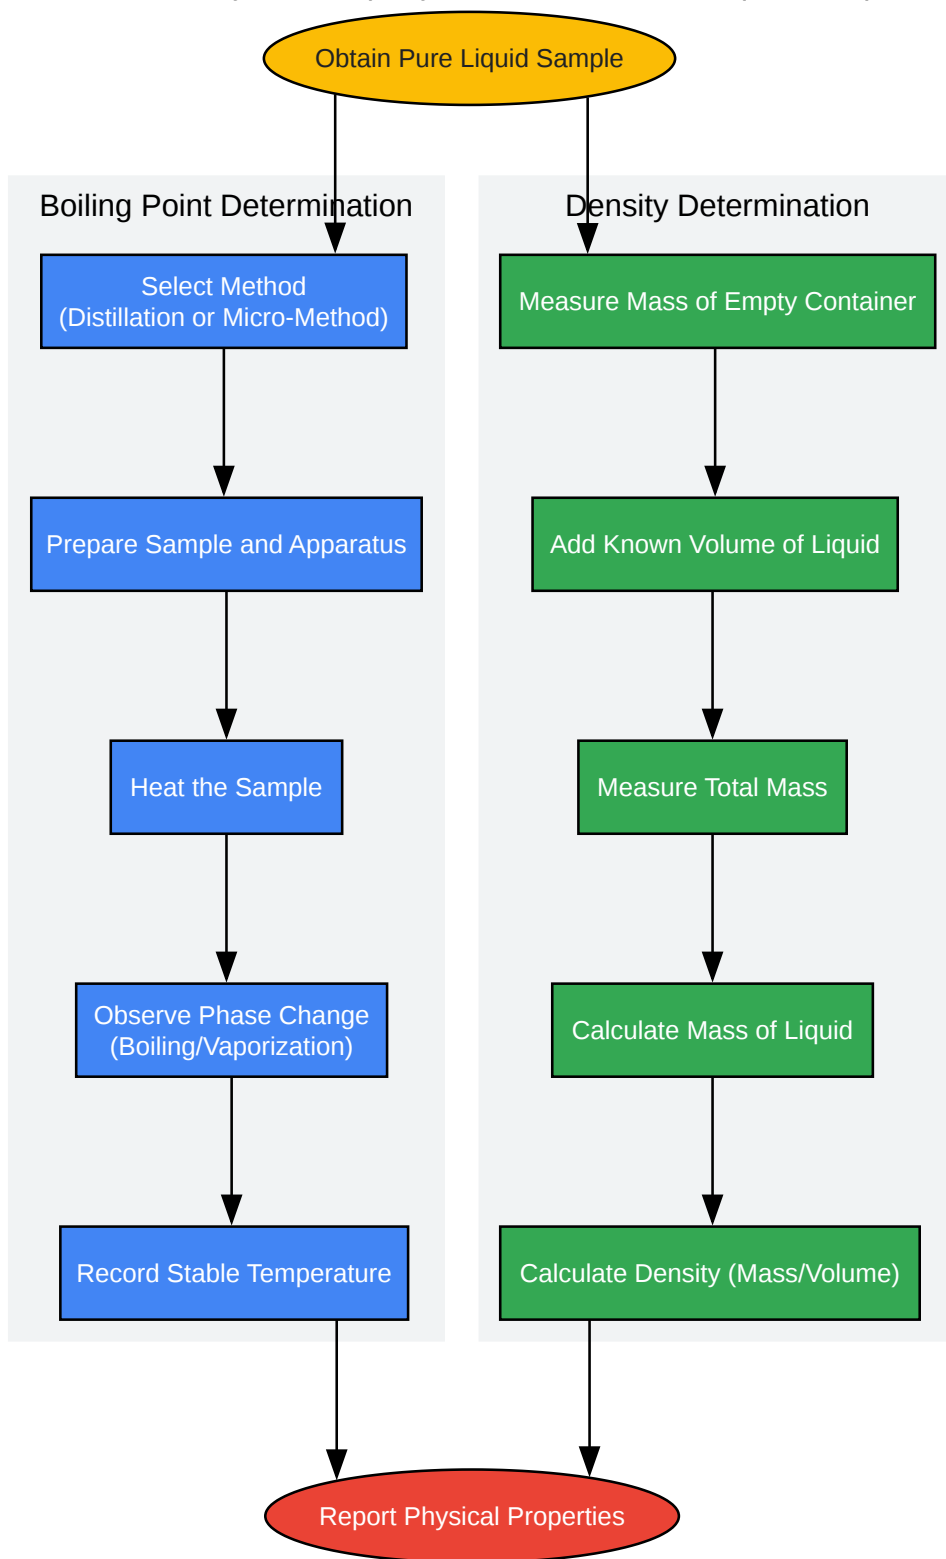 Obtain Pure Liquid Sample
Boiling Point Determination
Select Method
(Distillation or Micro-Method)
Prepare Sample and Apparatus
Heat the Sample
Observe Phase Change
(Boiling/Vaporization)
Record Stable Temperature
Density Determination
Measure Mass of Empty Container
Add Known Volume of Liquid
Measure Total Mass
Calculate Mass of Liquid
Calculate Density (Mass/Volume)
Report Physical Properties